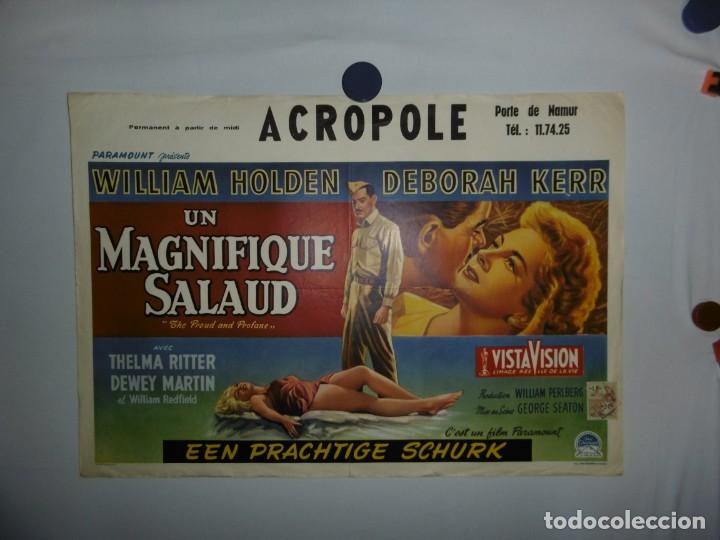 Permanent à partir de midi
ACROPOLE
Porte de Namur
Tél. : 11.74.25
PARAMOUNT présente
WILLIAM HOLDEN DEBORAH KERR
UN
MAGNIFIQUE
SALAUD
"The Proud and Profane"
AVEC
THELMA RITTER
DEWEY MARTIN
et William Redfield
VISTAVISION
Production WILLIAM PERLBERG
Mise en Scène GEORGE SEATON
C'est un film Paramount
EEN PRACHTIGE SCHURK
todocoleccion.net